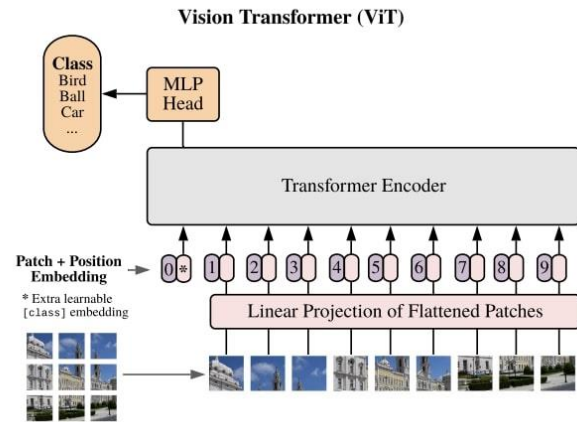 Vision Transformer (ViT)
Class
Bird
Ball
Car
...
MLP
Head
Transformer Encoder
Patch + Position
Embedding
0 * 1 2 3 4 5 6 7 8 9
* Extra learnable
[class] embedding
Linear Projection of Flattened Patches